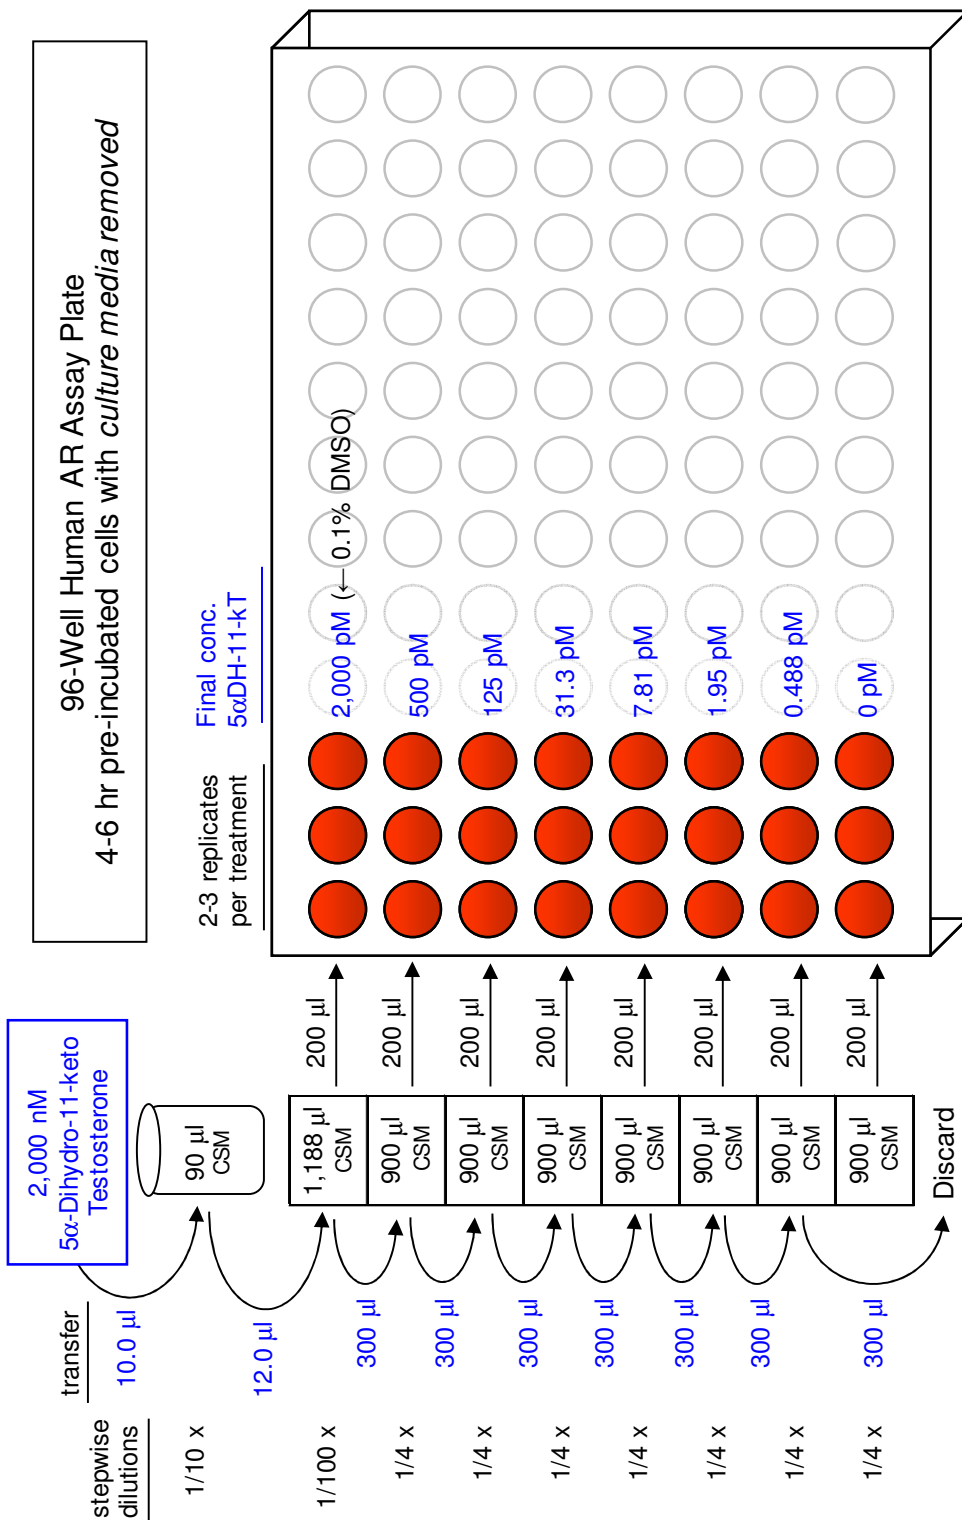 96-Well Human AR Assay Plate
4-6 hr pre-incubated cells with culture media removed
stepwise
dilutions
transfer
2,000 nM
5α-Dihydro-11-keto
Testosterone
2-3 replicates
per treatment
Final conc.
5αDH-11-kT
10.0 µl
1/10 x
90 µl
CSM
12.0 µl
1/100 x
1,188 µl
CSM
200 µl
2,000 pM (← 0.1% DMSO)
300 µl
1/4 x
900 µl
CSM
200 µl
500 pM
300 µl
1/4 x
900 µl
CSM
200 µl
125 pM
300 µl
1/4 x
900 µl
CSM
200 µl
31.3 pM
300 µl
1/4 x
900 µl
CSM
200 µl
7.81 pM
300 µl
1/4 x
900 µl
CSM
200 µl
1.95 pM
300 µl
1/4 x
900 µl
CSM
200 µl
0.488 pM
300 µl
1/4 x
900 µl
CSM
200 µl
0 pM
Discard